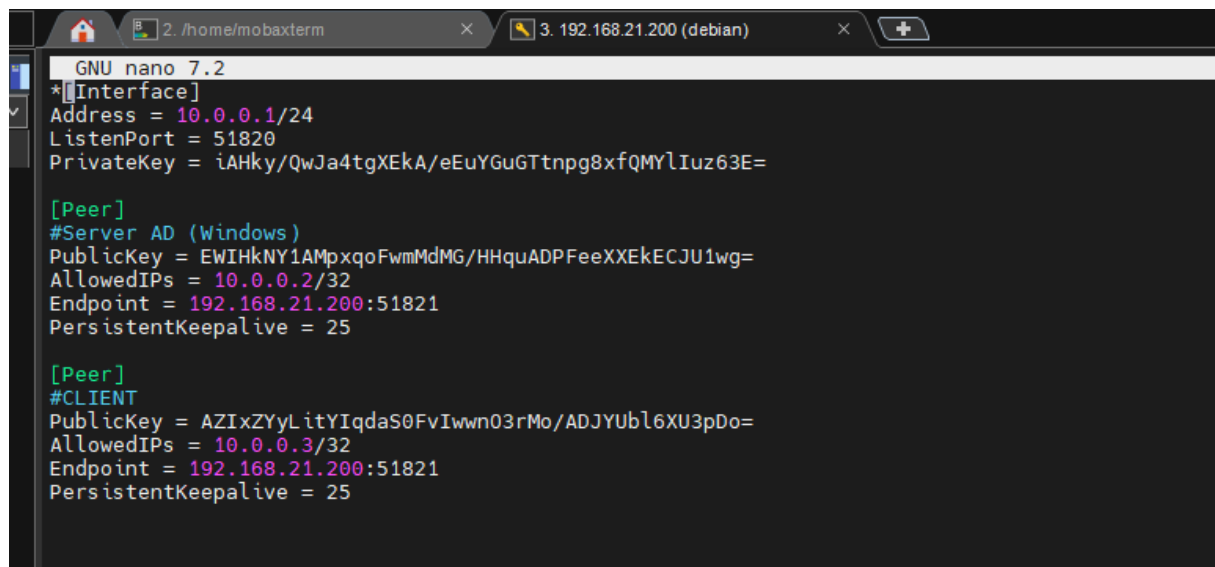 2. /home/mobaxterm
3. 192.168.21.200 (debian)
GNU nano 7.2
*[Interface]
Address = 10.0.0.1/24
ListenPort = 51820
PrivateKey = iAHky/QwJa4tgXEkA/eEuYGuGTtnpg8xfQMYlIuz63E=
[Peer]
#Server AD (Windows)
PublicKey = EWIHkNY1AMpxqoFwmMdMG/HHquADPFeeXXEkECJU1wg=
AllowedIPs = 10.0.0.2/32
Endpoint = 192.168.21.200:51821
PersistentKeepalive = 25
[Peer]
#CLIENT
PublicKey = AZIxZYyLitYIqdaS0FvIwwnO3rMo/ADJYUbl6XU3pDo=
AllowedIPs = 10.0.0.3/32
Endpoint = 192.168.21.200:51821
PersistentKeepalive = 25